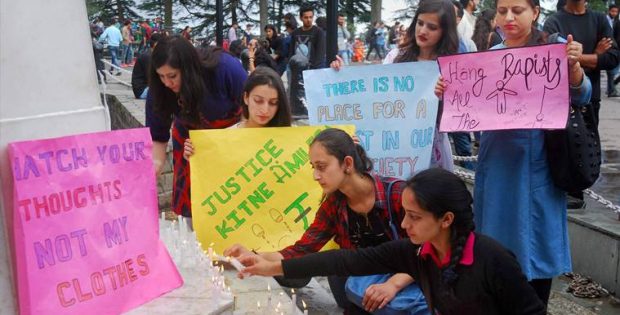 WATCH YOUR
THOUGHTS
NOT MY
CLOTHES
JUSTICE
KITNE
THERE IS NO
PLACE FOR A
IN OUR
SOCIETY
Hang Rapists
Are The